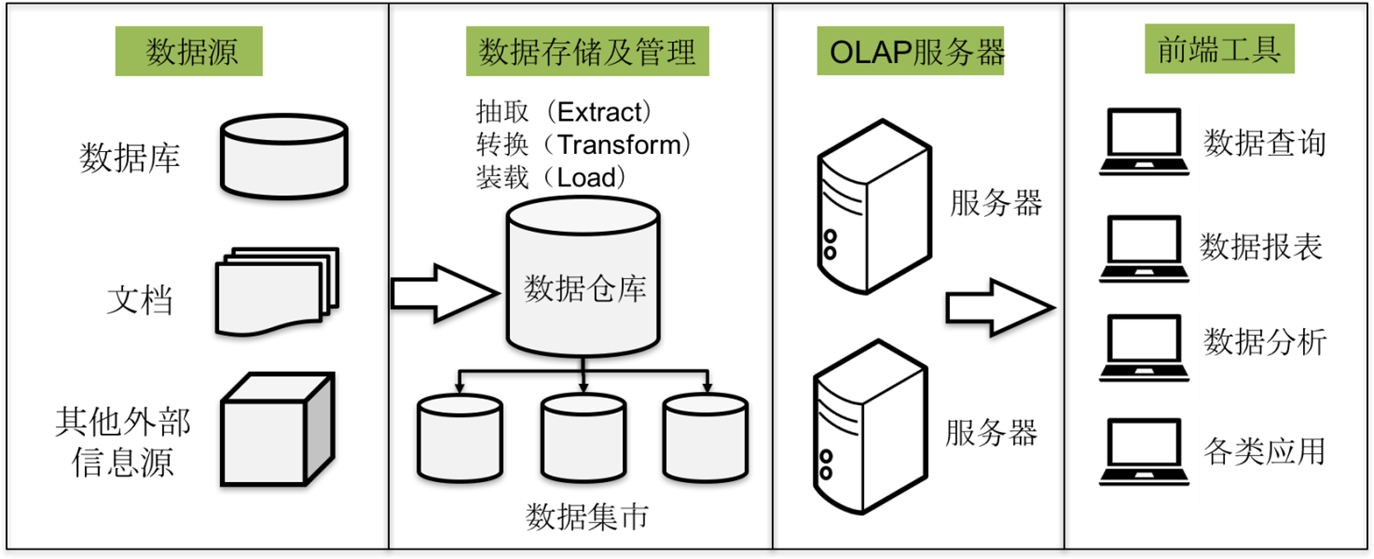 数据源
数据库
文档
其他外部
信息源
数据存储及管理
抽取（Extract）
转换（Transform）
装载（Load）
数据仓库
数据集市
OLAP服务器
服务器
服务器
前端工具
数据查询
数据报表
数据分析
各类应用